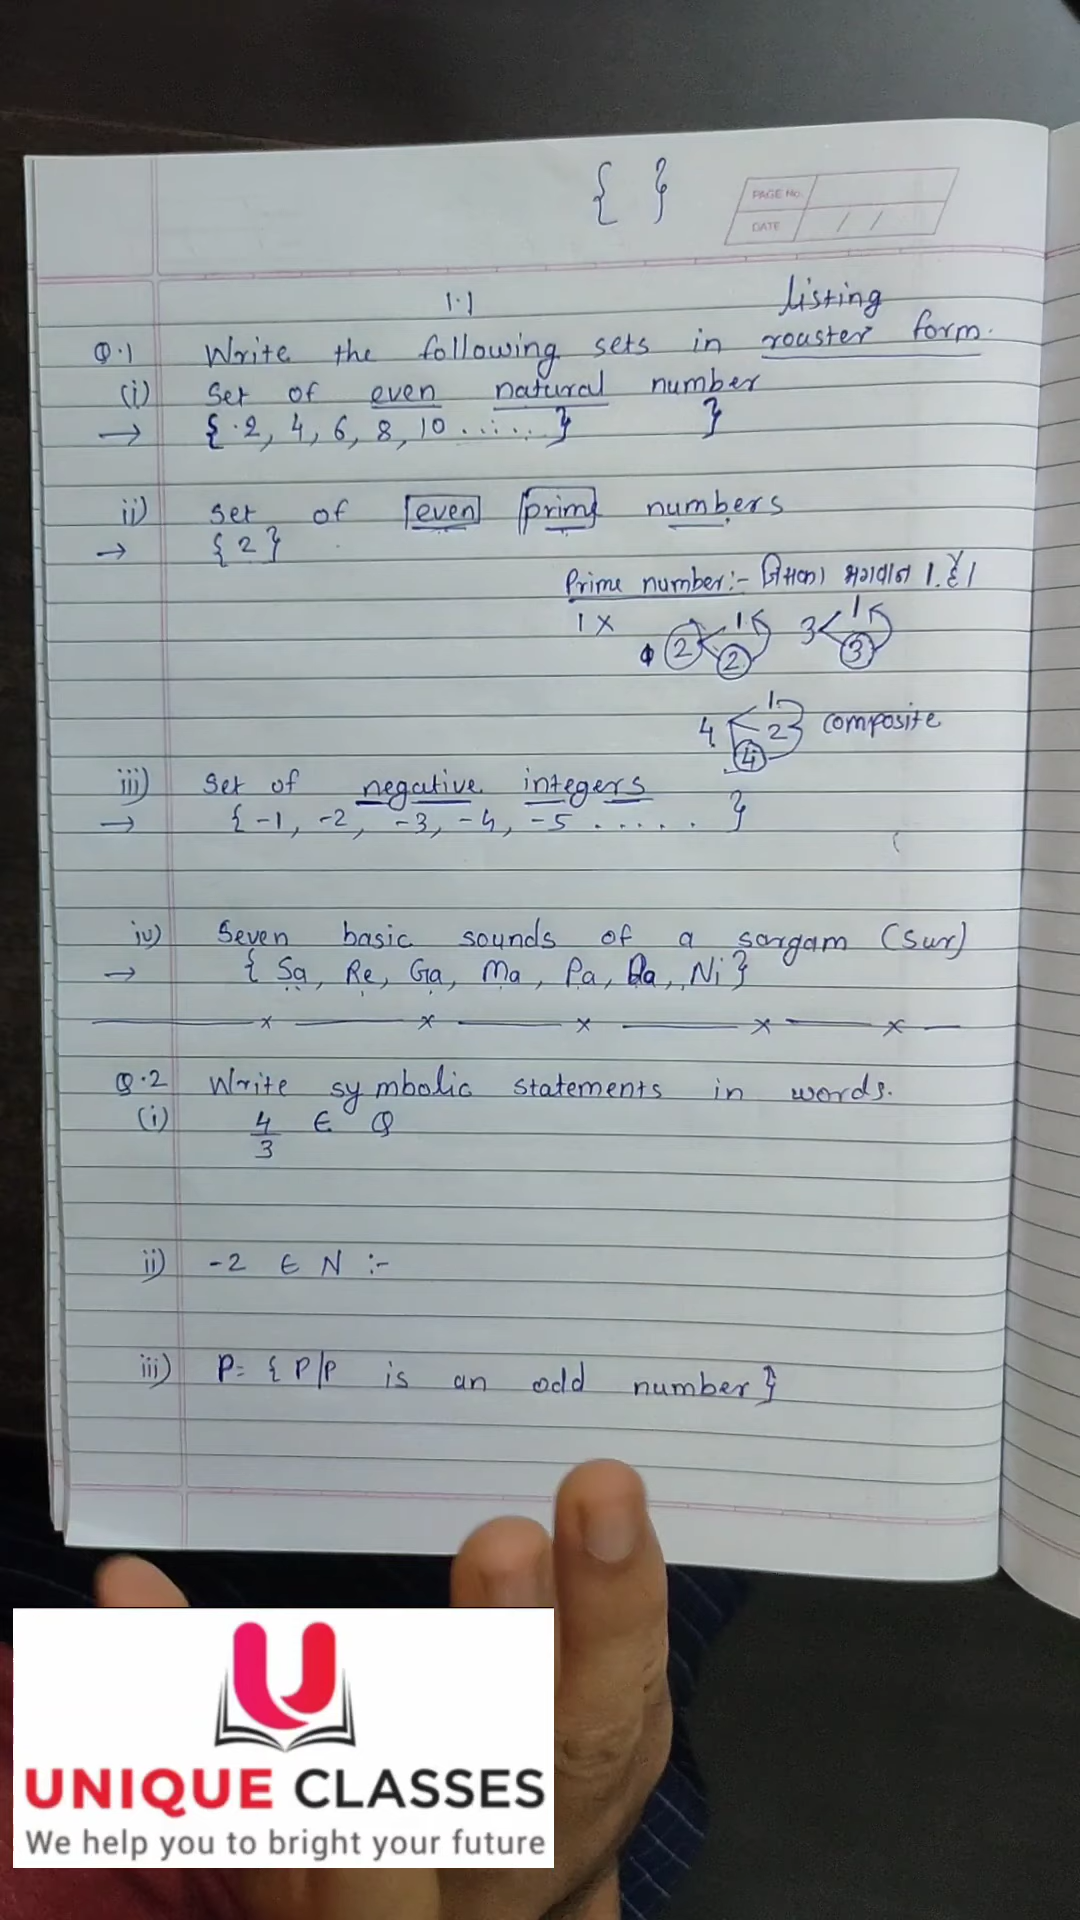 { }
PAGE No.
DATE / /
1.1
listing
Q.1 Write the following sets in roaster form.
(i) Set of even natural number
→ { 2, 4, 6, 8, 10 ...... } }
ii) set of even prime numbers
→ { 2 }
Prime number:- जिसका भगवान 1 है।
1 X
2 1 2 3 1 3
4 1 2 4 composite
iii) Set of negative integers
→ { -1, -2, -3, -4, -5 ...... }
iv) Seven basic sounds of a sargam (Sur)
→ { Sa, Re, Ga, Ma, Pa, Da, Ni }
x x x x x
Q.2 Write symbolic statements in words.
(i) 4/3 ∈ Q
ii) -2 ∈ N :-
iii) P= { P/P is an odd number }
U
UNIQUE CLASSES
We help you to bright your future